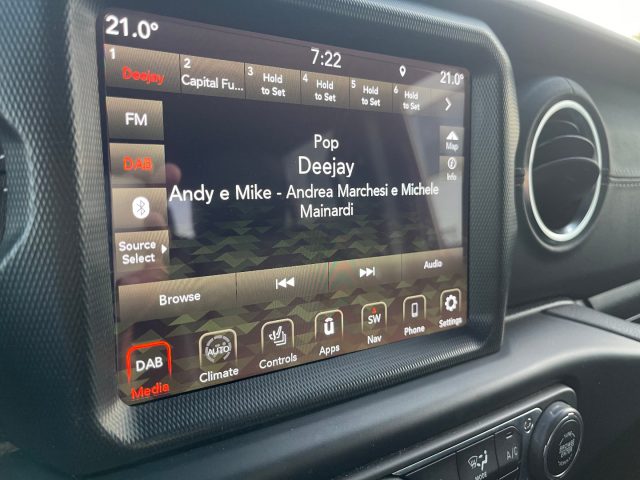 21.0°
7:22
21.0°
1
Deejay
2
Capital Fu...
3 Hold
to Set
4 Hold
to Set
5 Hold
to Set
6 Hold
to Set
FM
DAB
Source
Select
Pop
Deejay
Andy e Mike - Andrea Marchesi e Michele
Mainardi
Map
i
Info
Browse
Audio
DAB
Media
AUTO
Climate
Controls
u
Apps
SW
Nav
Phone
Settings
A/C